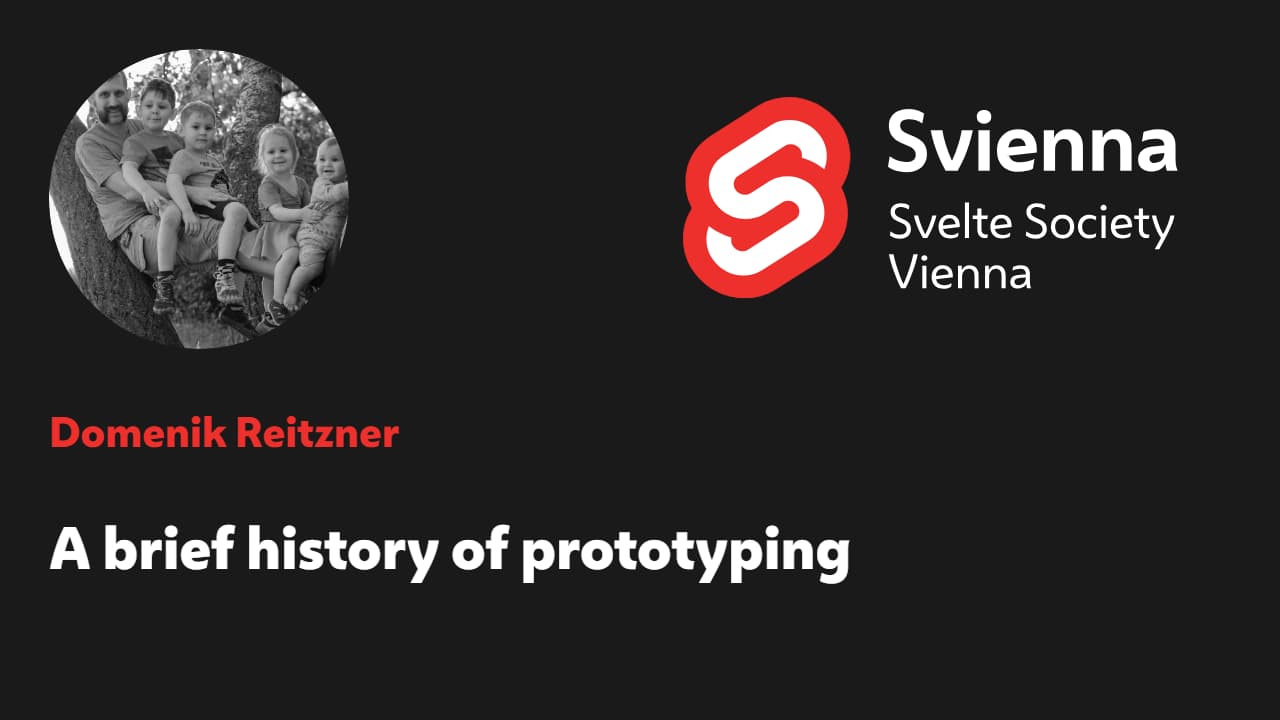 Svienna
Svelte Society
Vienna
Domenik Reitzner
A brief history of prototyping